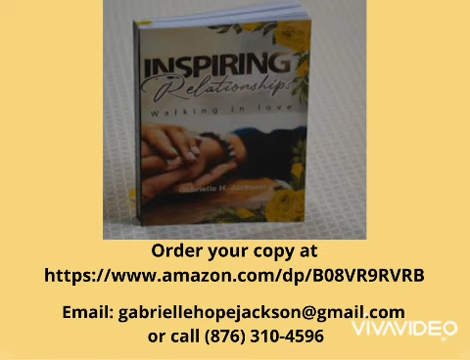 INSPIRING
Relationships
Walking in love
Gabrielle H. Jackson
Order your copy at
https://www.amazon.com/dp/B08VR9RVRB
Email: gabriellehopejackson@gmail.com
or call (876) 310-4596
VIVAVIDEO